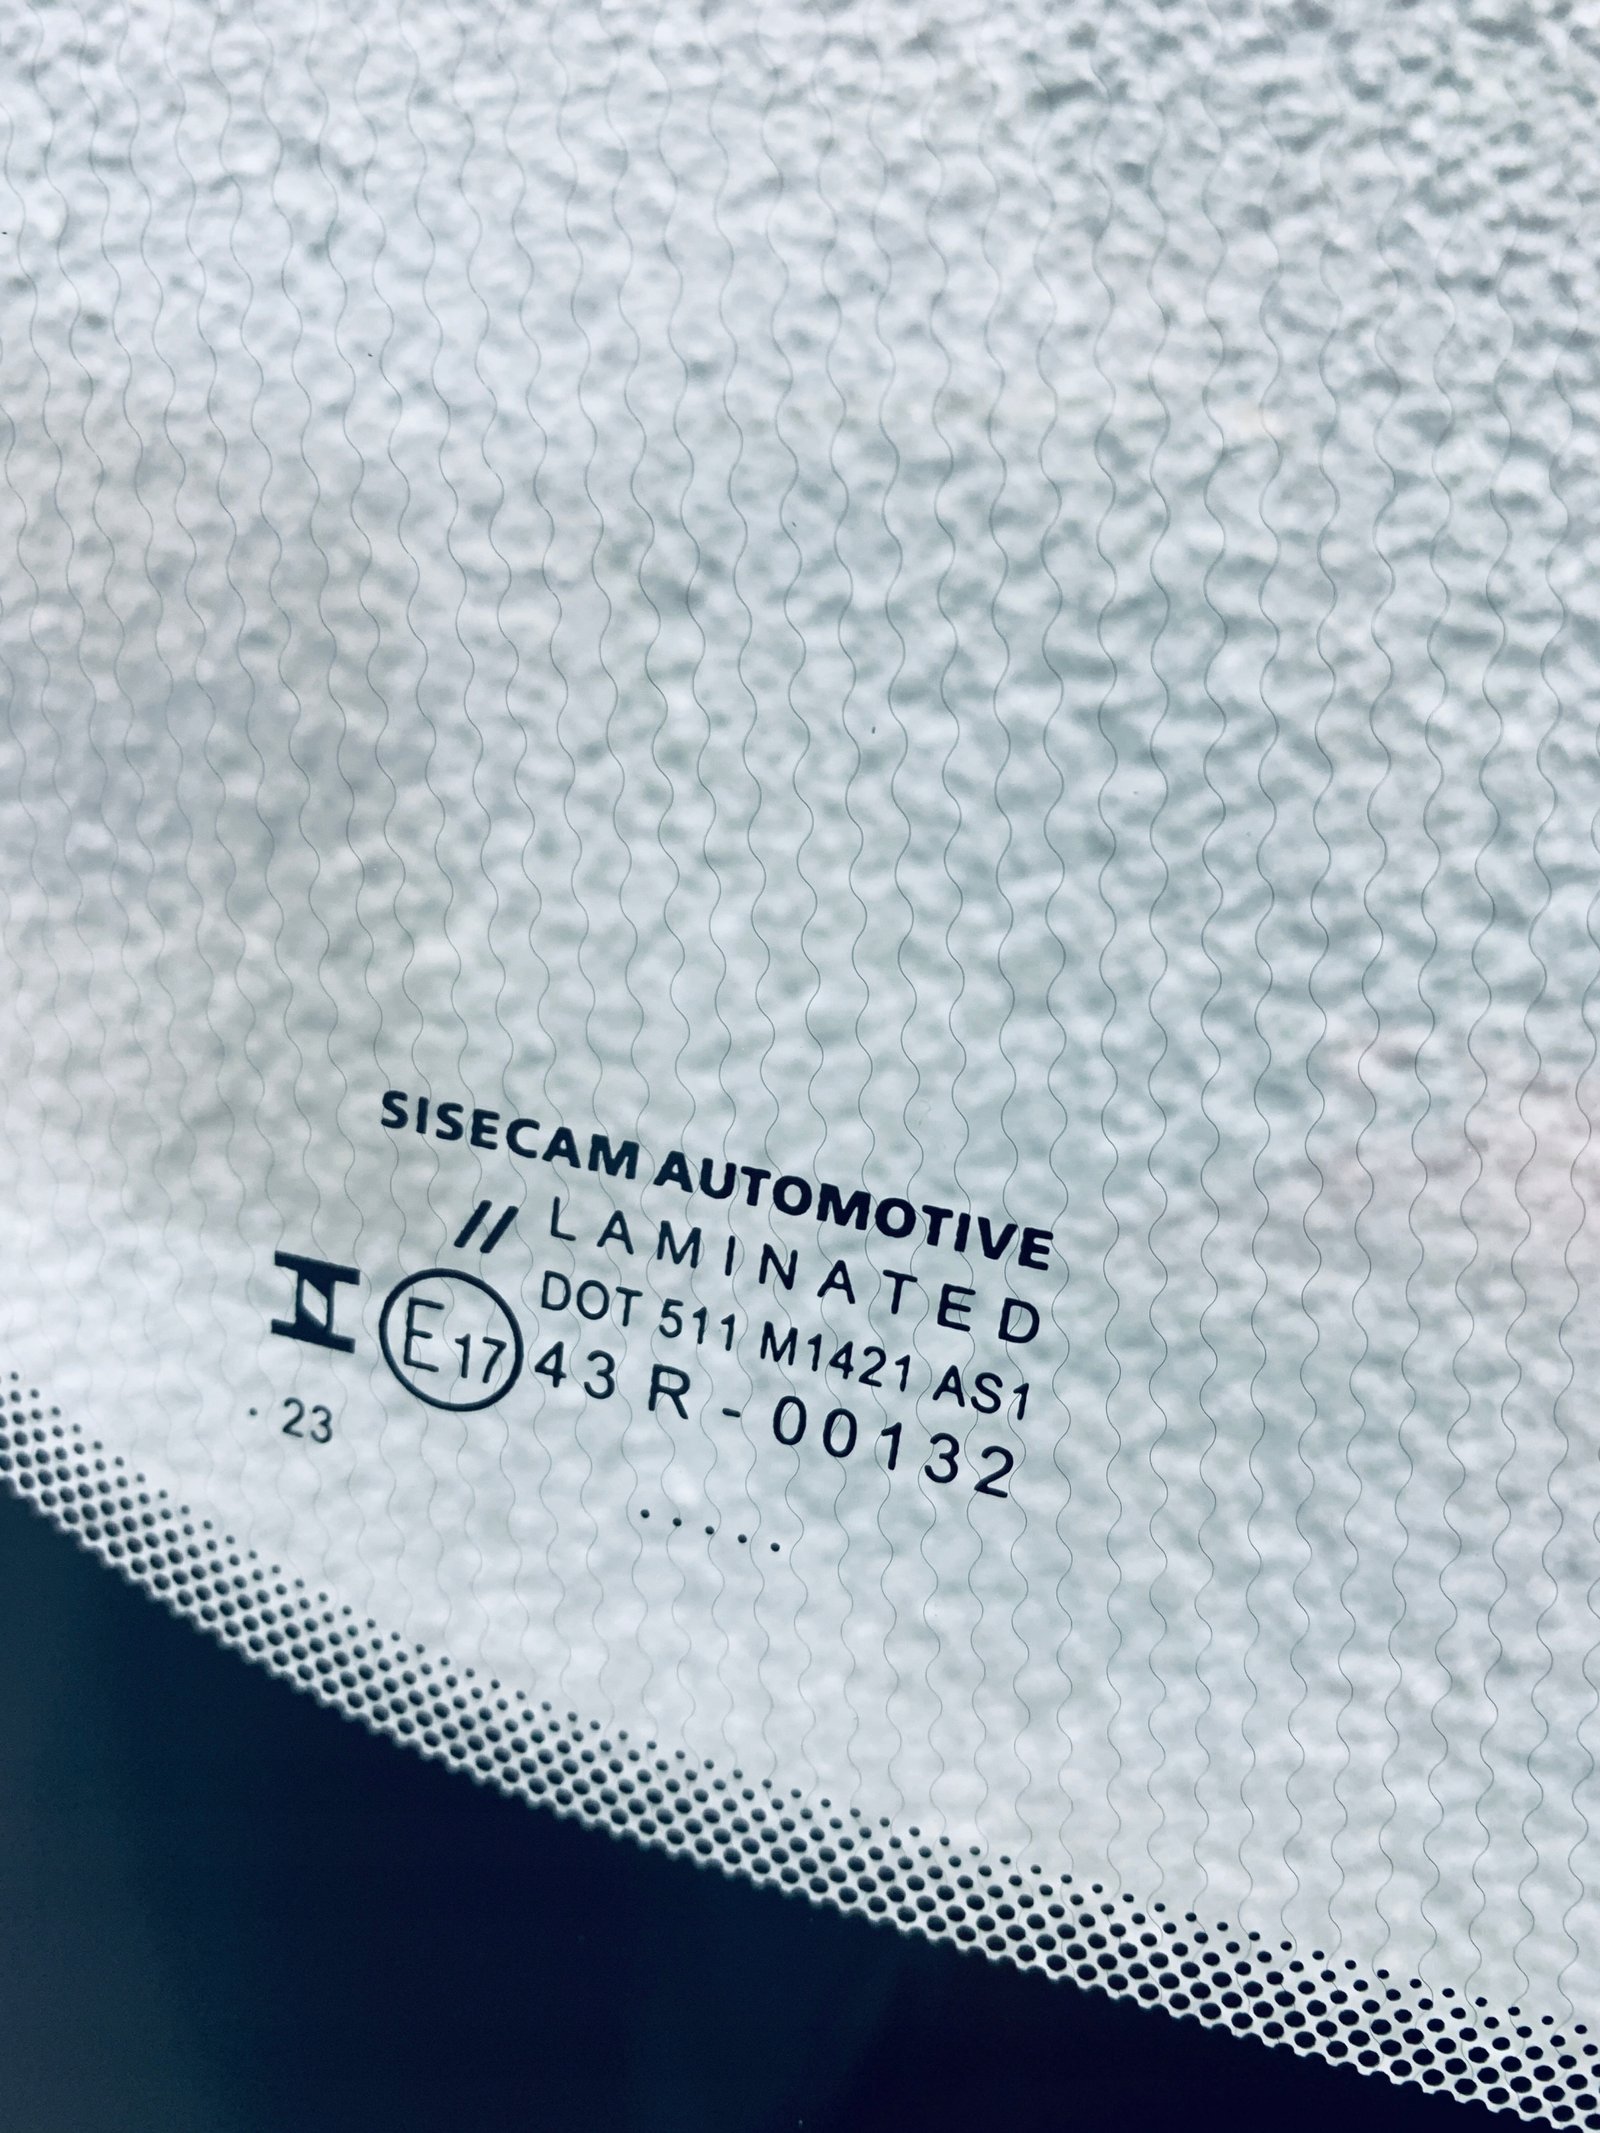 SISECAM AUTOMOTIVE
// LAMINATED
DOT 511 M1421 AS1
E17 43 R - 00132
. 23
.....